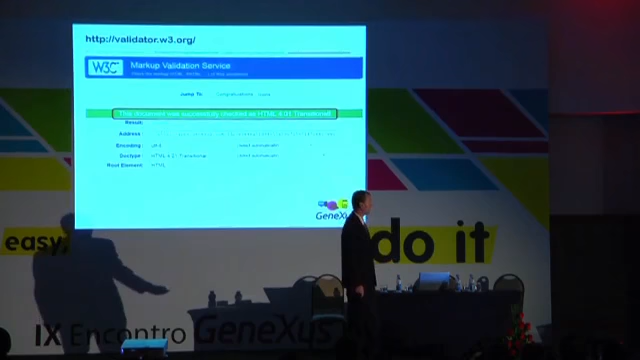 http://validator.w3.org/
W3C Markup Validation Service
Jump To: Congratulations Icons
This document was successfully checked as HTML 4.01 Transitional!
Result:
Address :
Encoding : utf-8
Doctype : HTML 4.01 Transitional
Root Element: HTML
GeneXus
easy,
do it
IX Encontro GeneXus